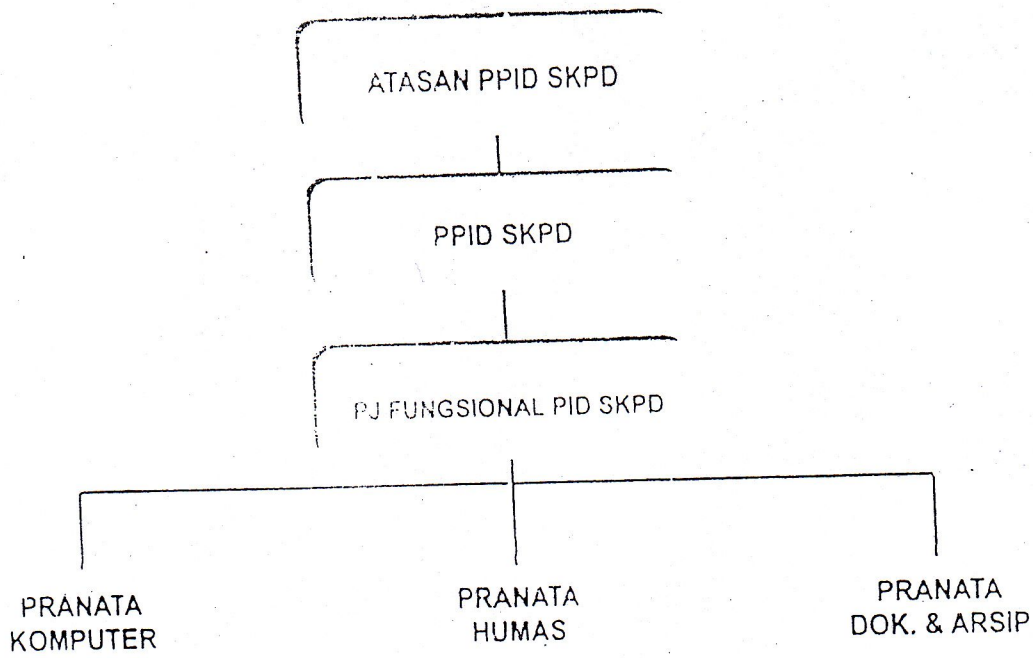 ATASAN PPID SKPD
PPID SKPD
PJ FUNGSIONAL PID SKPD
PRANATA
KOMPUTER
PRANATA
HUMAS
PRANATA
DOK. & ARSIP